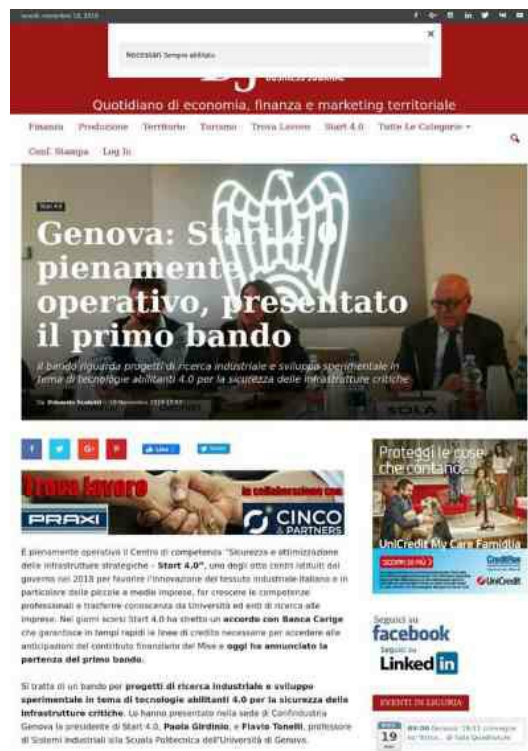 Necessari Sempre abilitato
Quotidiano di economia, finanza e marketing territoriale
Finanza Produzione Territorio Turismo Trova Lavoro Start 4.0 Tutte Le Categorie
Conf. Stampa Log In
Start 4.0
Genova: Start 4.0
pienamente
operativo, presentato
il primo bando
Il bando riguarda progetti di ricerca industriale e sviluppo sperimentale in
tema di tecnologie abilitanti 4.0 per la sicurezza delle infrastrutture critiche
SOLA
Like
Trova lavoro
in collaborazione con
PRAXI
CINCO
& PARTNERS
È pienamente operativo il Centro di competenza "Sicurezza e ottimizzazione
delle infrastrutture strategiche – Start 4.0", uno degli otto centri istituiti dal
governo nel 2018 per favorire l'innovazione del tessuto industriale italiano e in
particolare delle piccole e medie imprese, far crescere le competenze
professionali e trasferire conoscenza da Università ed enti di ricerca alle
imprese. Nei giorni scorsi Start 4.0 ha stretto un accordo con Banca Carige
che garantisce in tempi rapidi le linee di credito necessarie per accedere alle
anticipazioni del contributo finanziario del Mise e oggi ha annunciato la
partenza del primo bando.
Si tratta di un bando per progetti di ricerca industriale e sviluppo
sperimentale in tema di tecnologie abilitanti 4.0 per la sicurezza delle
infrastrutture critiche. Lo hanno presentato nella sede di Confindustria
Genova la presidente di Start 4.0, Paola Girdinio, e Flavio Tonelli, professore
di Sistemi industriali alla Scuola Politecnica dell'Università di Genova.
Proteggi le cose
che contano.
UniCredit My Care Famiglia
SCOPRI DI PIÙ
CreditRas
UniCredit
Seguici su
facebook
Seguici su
Linked in
EVENTI IN LIGURIA
19